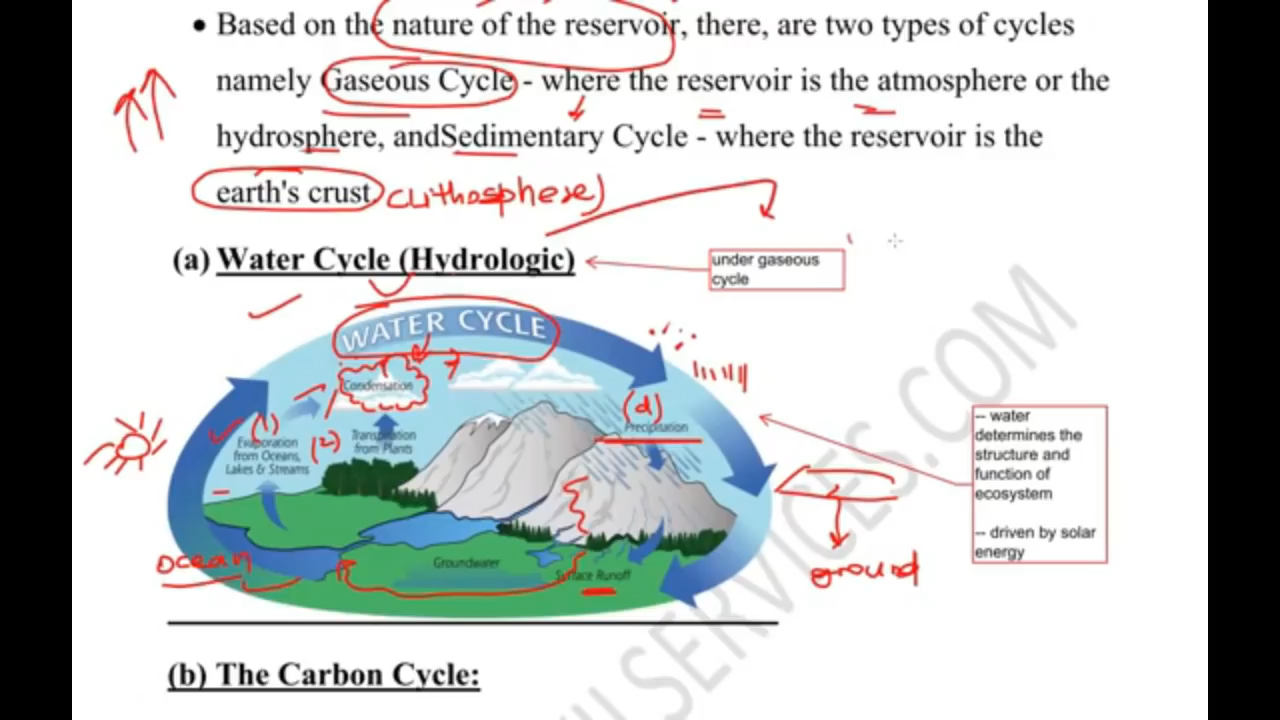 • Based on the nature of the reservoir, there, are two types of cycles
namely Gaseous Cycle - where the reservoir is the atmosphere or the
hydrosphere, andSedimentary Cycle - where the reservoir is the
earth's crust (Lithosphere)
(a) Water Cycle (Hydrologic)
under gaseous
cycle
WATER CYCLE
Condensation
(1)
(2)
(d)
Precipitation
Evaporation
from Oceans,
Lakes & Streams
Transpiration
from Plants
-- water
determines the
structure and
function of
ecosystem
-- driven by solar
energy
ocean
Groundwater
Surface Runoff
ground
SERVICES.COM
(b) The Carbon Cycle: